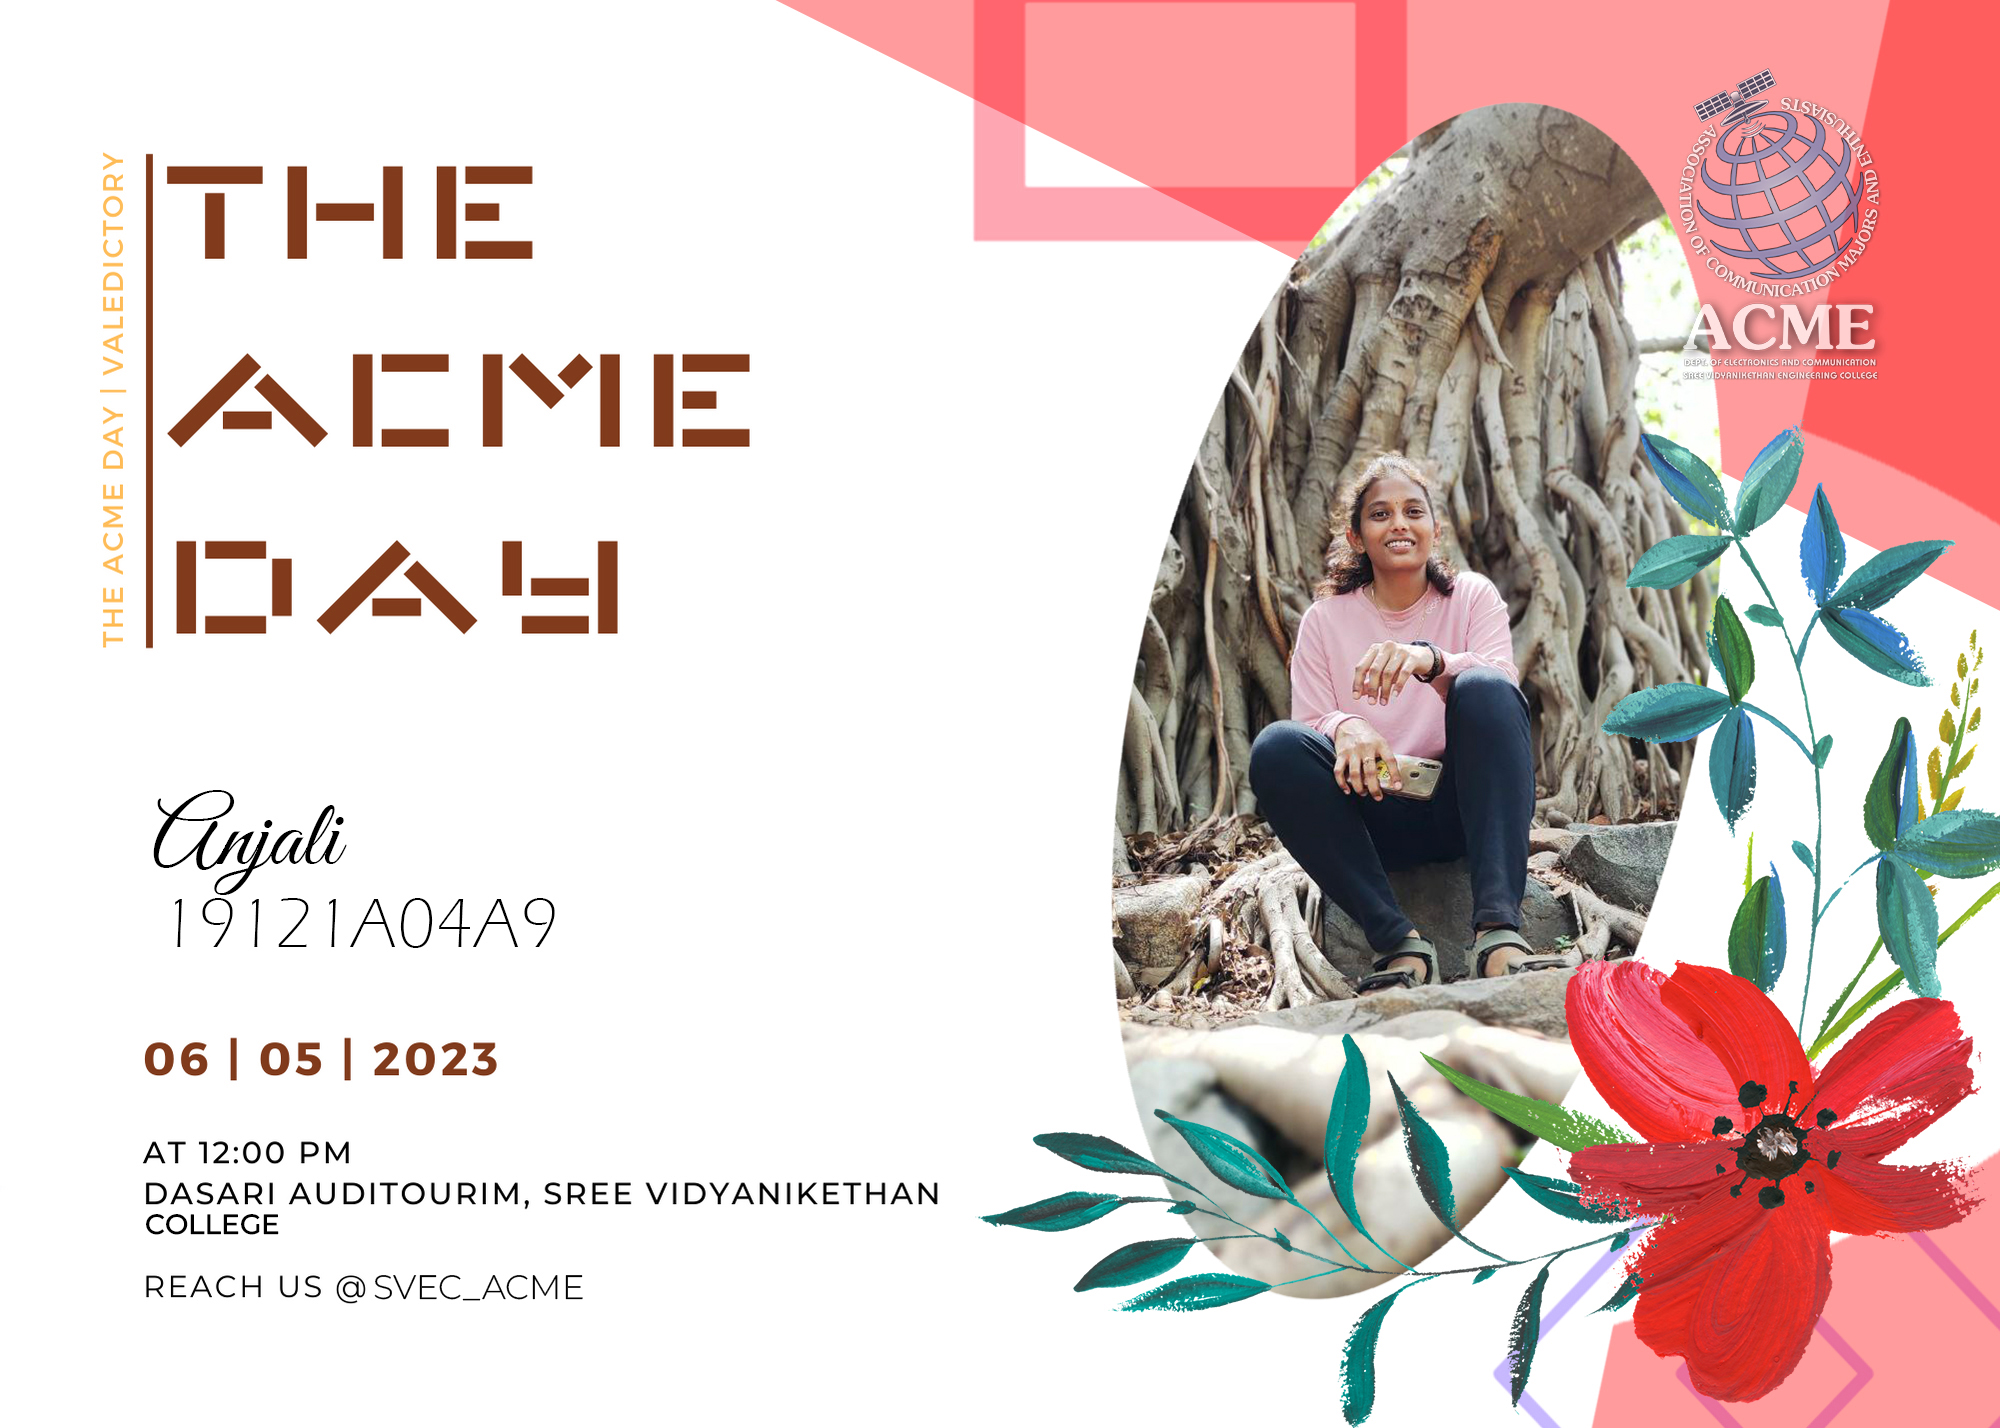 THE ACME DAY | VALEDICTORY
THE
ACME
DAY
Anjali
19121A04A9
06 | 05 | 2023
AT 12:00 PM
DASARI AUDITOURIM, SREE VIDYANIKETHAN
COLLEGE
REACH US @SVEC_ACME
ASSOCIATION OF COMMUNICATION MAJORS AND ENTHUSIASTS
ACME
DEPT. OF ELECTRONICS AND COMMUNICATION
SREE VIDYANIKETHAN ENGINEERING COLLEGE